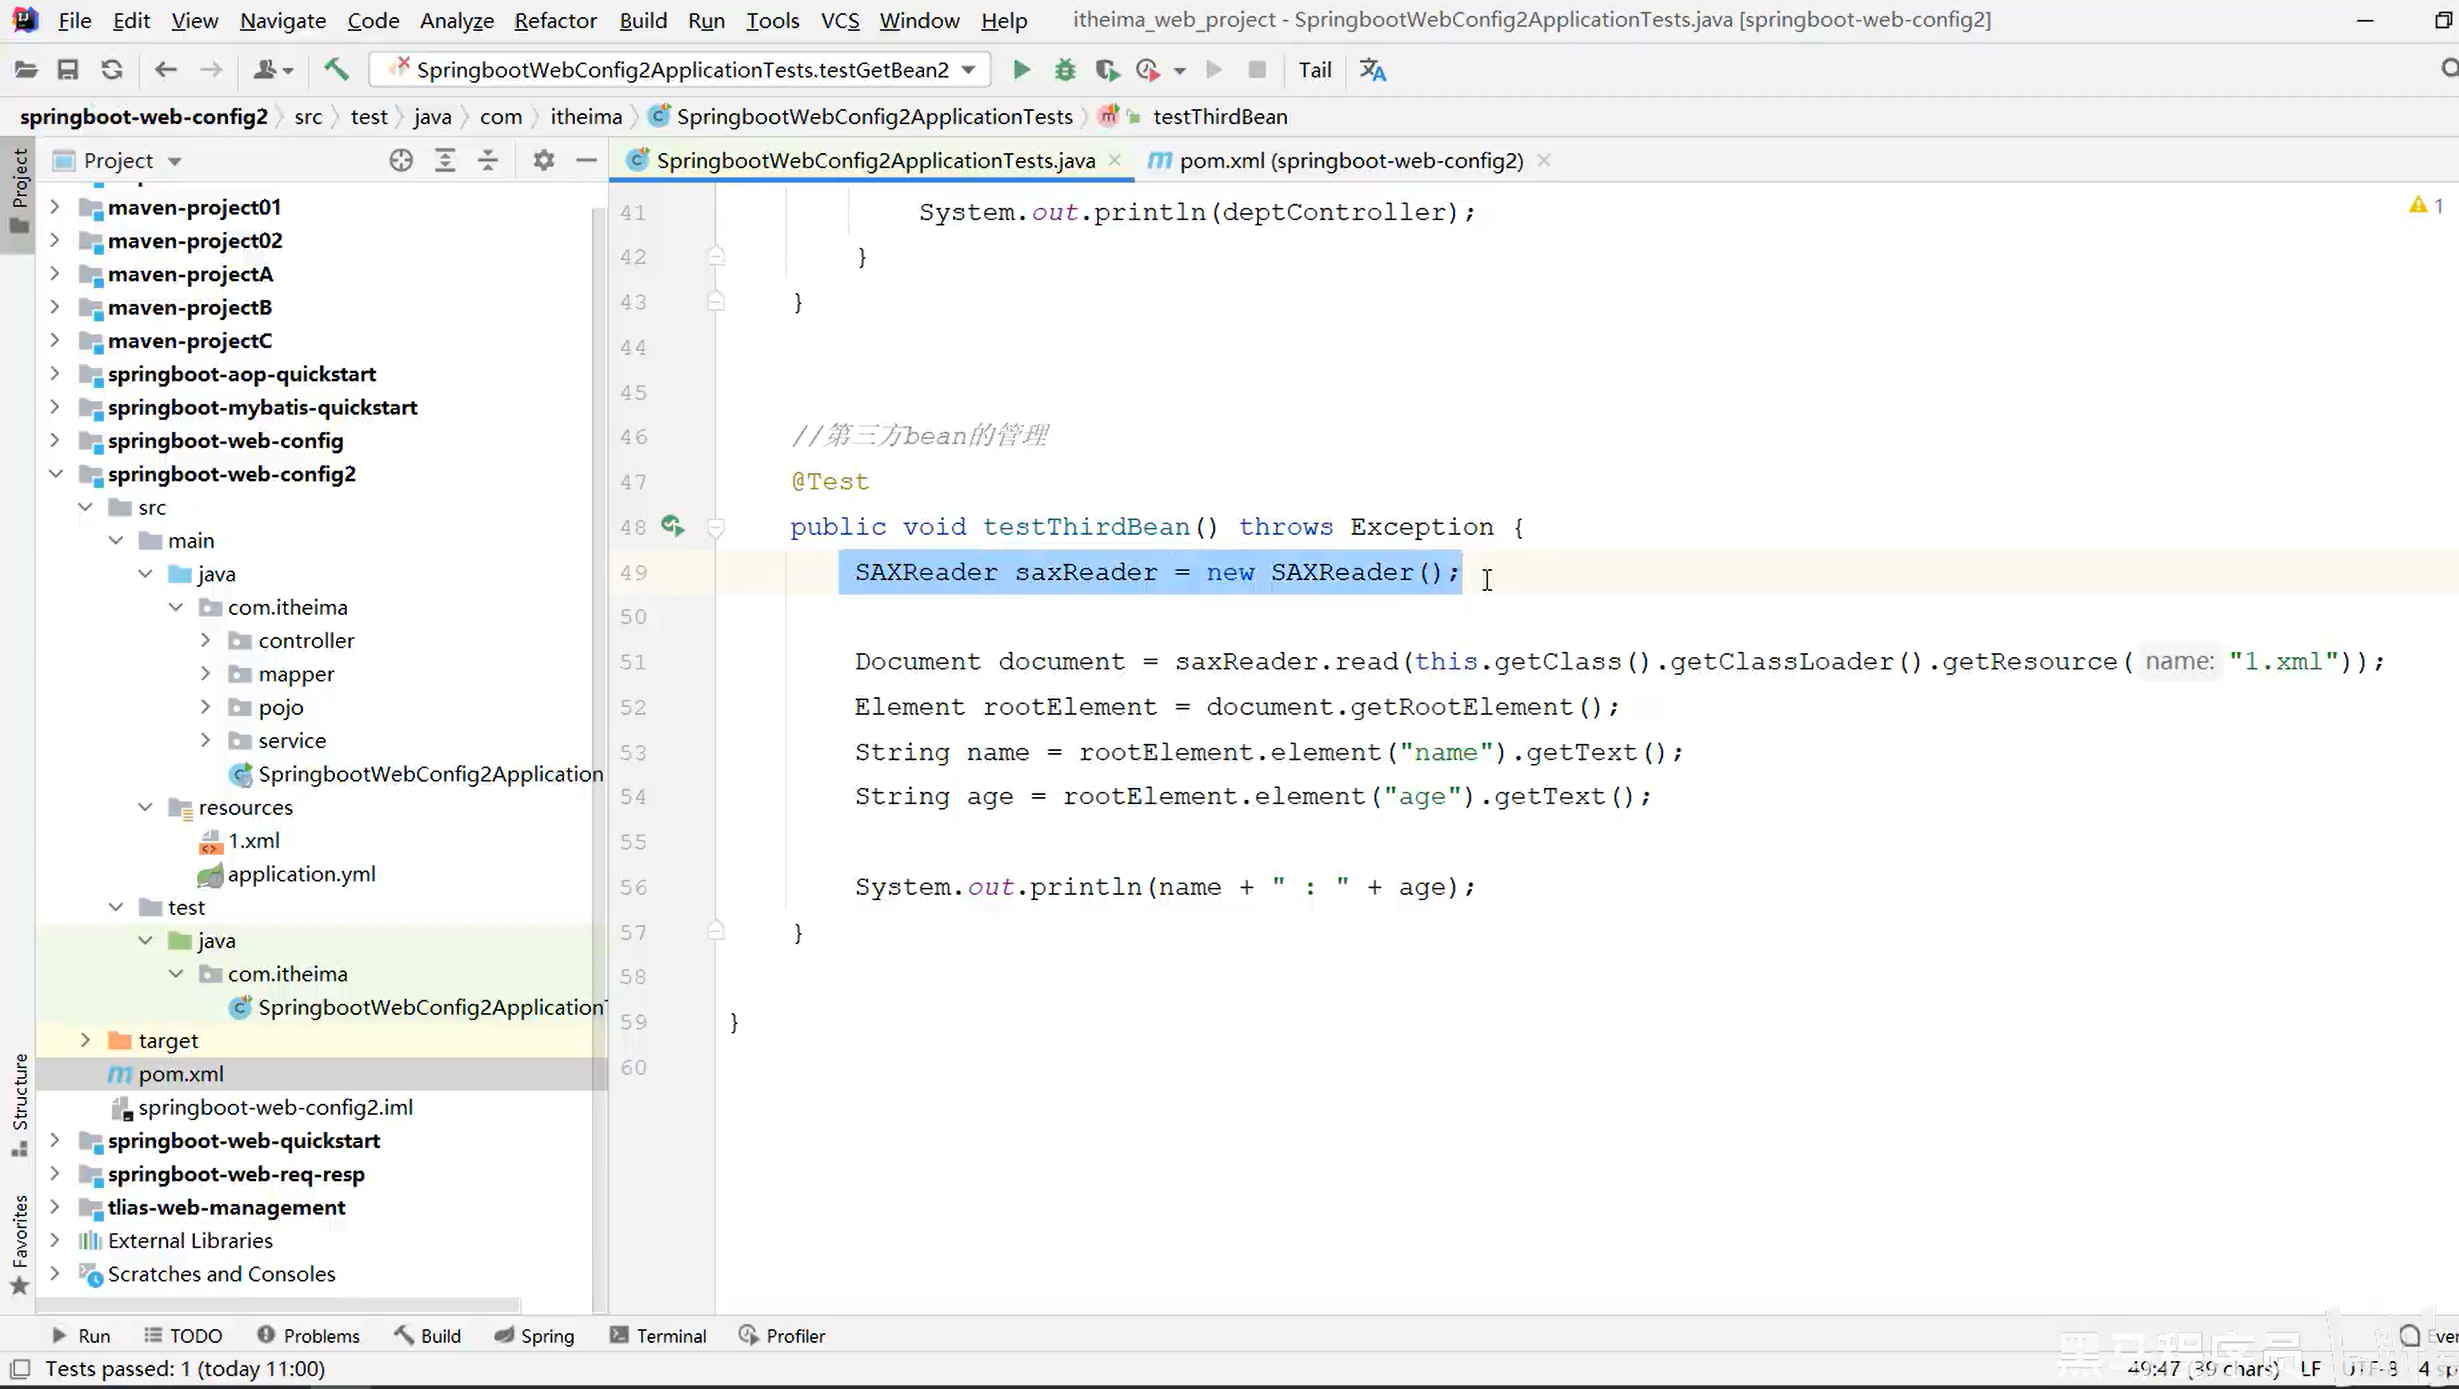 File Edit View Navigate Code Analyze Refactor Build Run Tools VCS Window Help itheima_web_project - SpringbootWebConfig2ApplicationTests.java [springboot-web-config2]
SpringbootWebConfig2ApplicationTests.testGetBean2 Tail
springboot-web-config2 src test java com itheima SpringbootWebConfig2ApplicationTests testThirdBean
Project
Project
SpringbootWebConfig2ApplicationTests.java
pom.xml (springboot-web-config2)
maven-project01
maven-project02
maven-projectA
maven-projectB
maven-projectC
springboot-aop-quickstart
springboot-mybatis-quickstart
springboot-web-config
springboot-web-config2
src
main
java
com.itheima
controller
mapper
pojo
service
SpringbootWebConfig2Application
resources
1.xml
application.yml
test
java
com.itheima
SpringbootWebConfig2ApplicationT
target
pom.xml
springboot-web-config2.iml
springboot-web-quickstart
springboot-web-req-resp
tlias-web-management
External Libraries
Scratches and Consoles
Structure
Favorites
1
41 System.out.println(deptController);
42 }
43 }
44
45
46 //第三方bean的管理
47 @Test
48 public void testThirdBean() throws Exception {
49 SAXReader saxReader = new SAXReader();
50
51 Document document = saxReader.read(this.getClass().getClassLoader().getResource( name: "1.xml"));
52 Element rootElement = document.getRootElement();
53 String name = rootElement.element("name").getText();
54 String age = rootElement.element("age").getText();
55
56 System.out.println(name + " : " + age);
57 }
58
59 }
60
Run TODO Problems Build Spring Terminal Profiler
Tests passed: 1 (today 11:00)
49:47 (39 chars) LF UTF-8 4 sp
黑马程序员